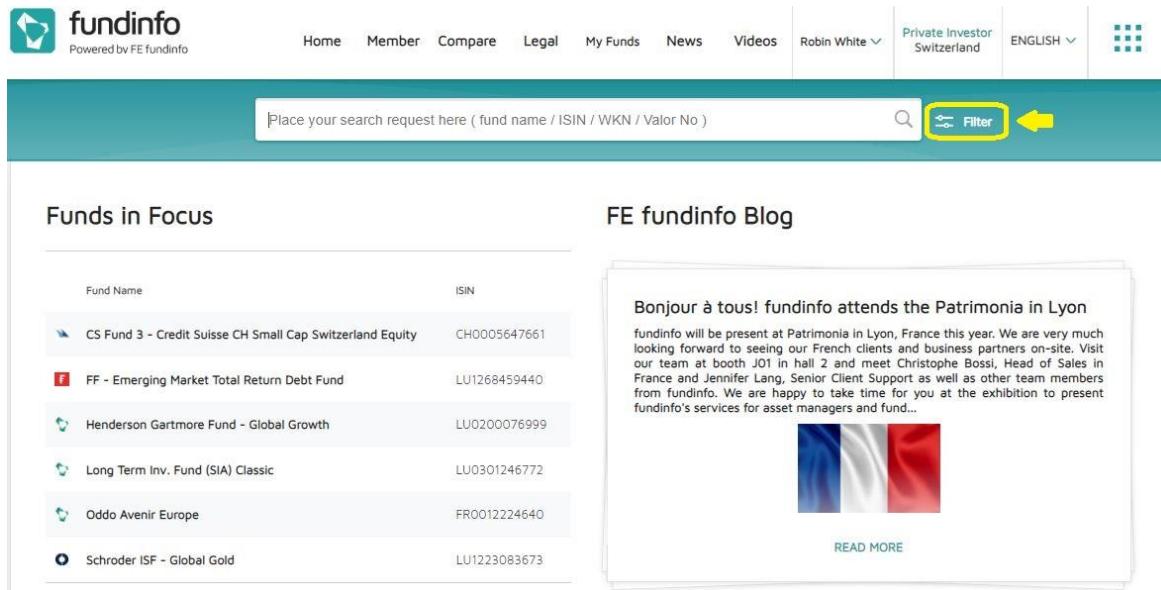 fundinfo
Powered by FE fundinfo
Home Member Compare Legal My Funds News Videos Robin White Private Investor Switzerland ENGLISH
Place your search request here ( fund name / ISIN / WKN / Valor No )
Filter
Funds in Focus
Fund Name ISIN
CS Fund 3 - Credit Suisse CH Small Cap Switzerland Equity CH0005647661
FF - Emerging Market Total Return Debt Fund LU1268459440
Henderson Gartmore Fund - Global Growth LU0200076999
Long Term Inv. Fund (SIA) Classic LU0301246772
Oddo Avenir Europe FR0012224640
Schroder ISF - Global Gold LU1223083673
FE fundinfo Blog
Bonjour à tous! fundinfo attends the Patrimonia in Lyon
fundinfo will be present at Patrimonia in Lyon, France this year. We are very much
looking forward to seeing our French clients and business partners on-site. Visit
our team at booth J01 in hall 2 and meet Christophe Bossi, Head of Sales in
France and Jennifer Lang, Senior Client Support as well as other team members
from fundinfo. We are happy to take time for you at the exhibition to present
fundinfo's services for asset managers and fund...
READ MORE